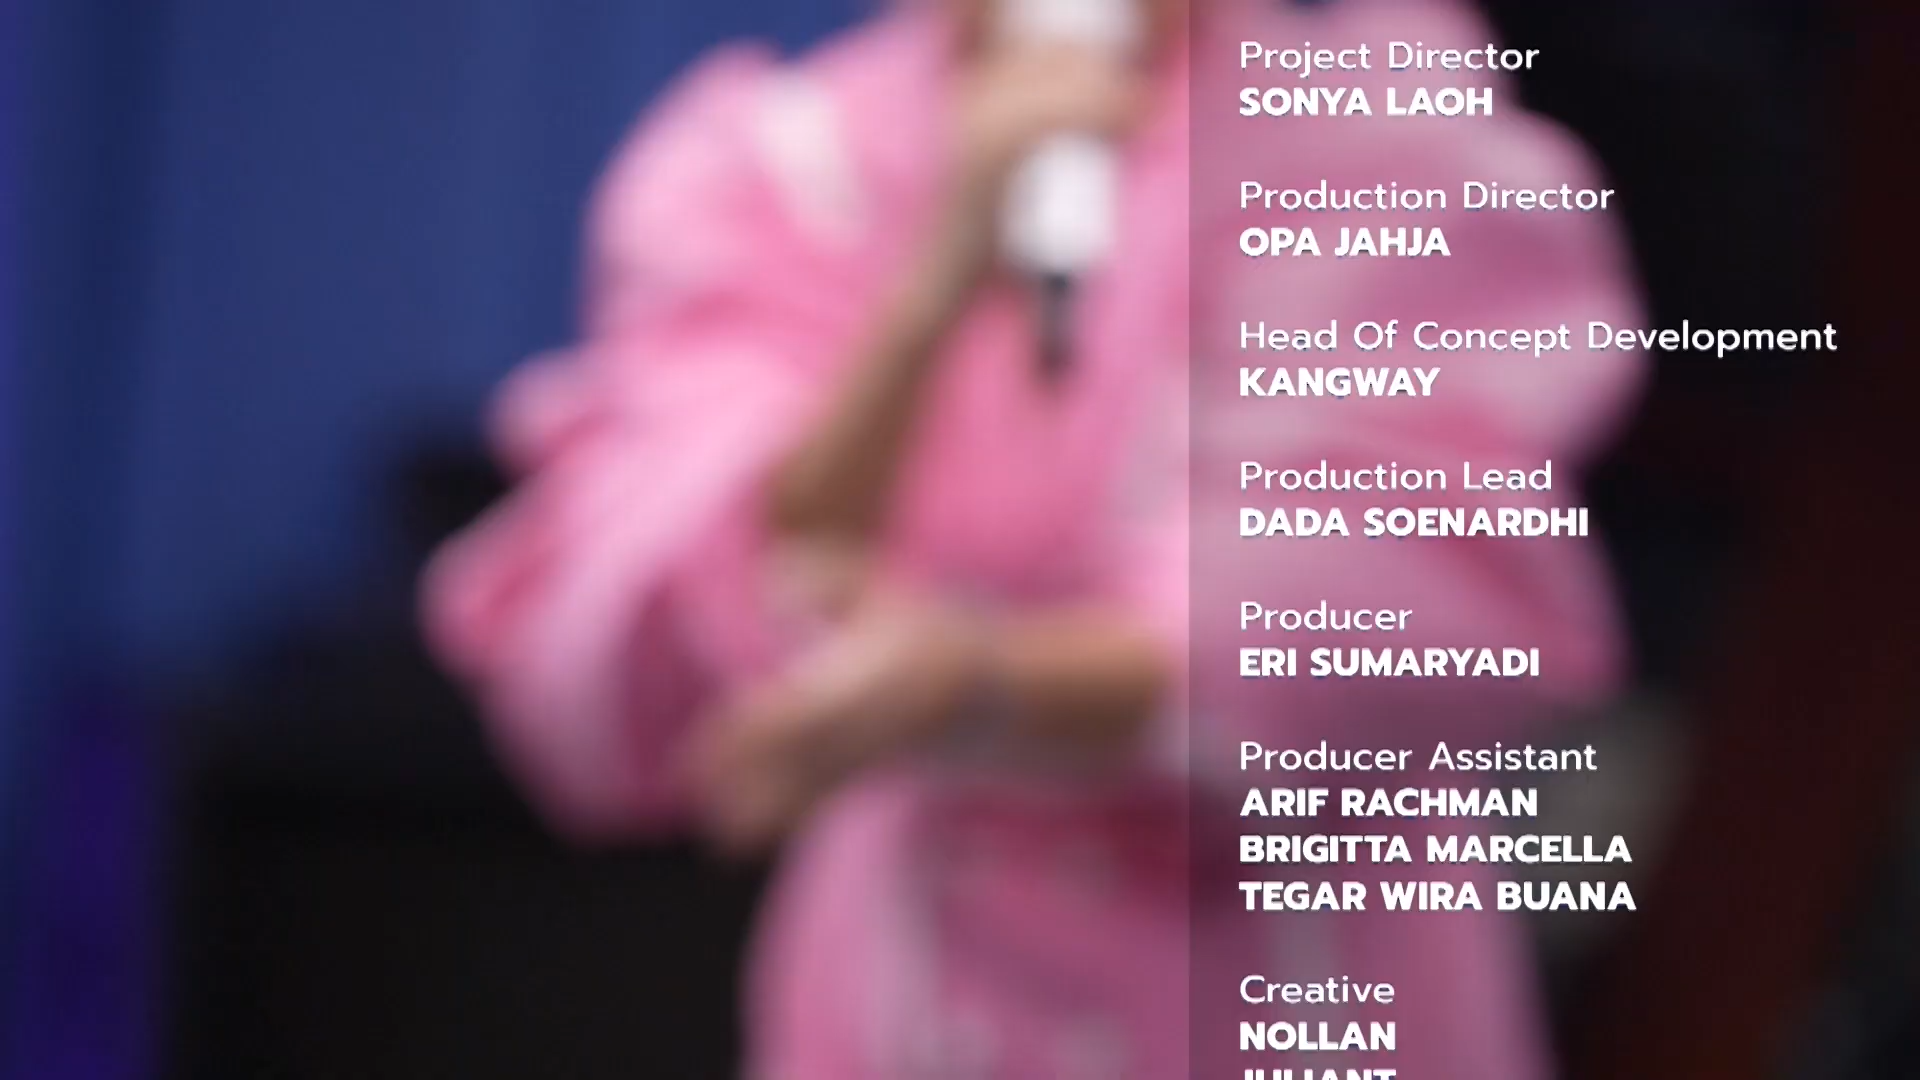 Project Director
SONYA LAOH
Production Director
OPA JAHJA
Head Of Concept Development
KANGWAY
Production Lead
DADA SOENARDHI
Producer
ERI SUMARYADI
Producer Assistant
ARIF RACHMAN
BRIGITTA MARCELLA
TEGAR WIRA BUANA
Creative
NOLLAN